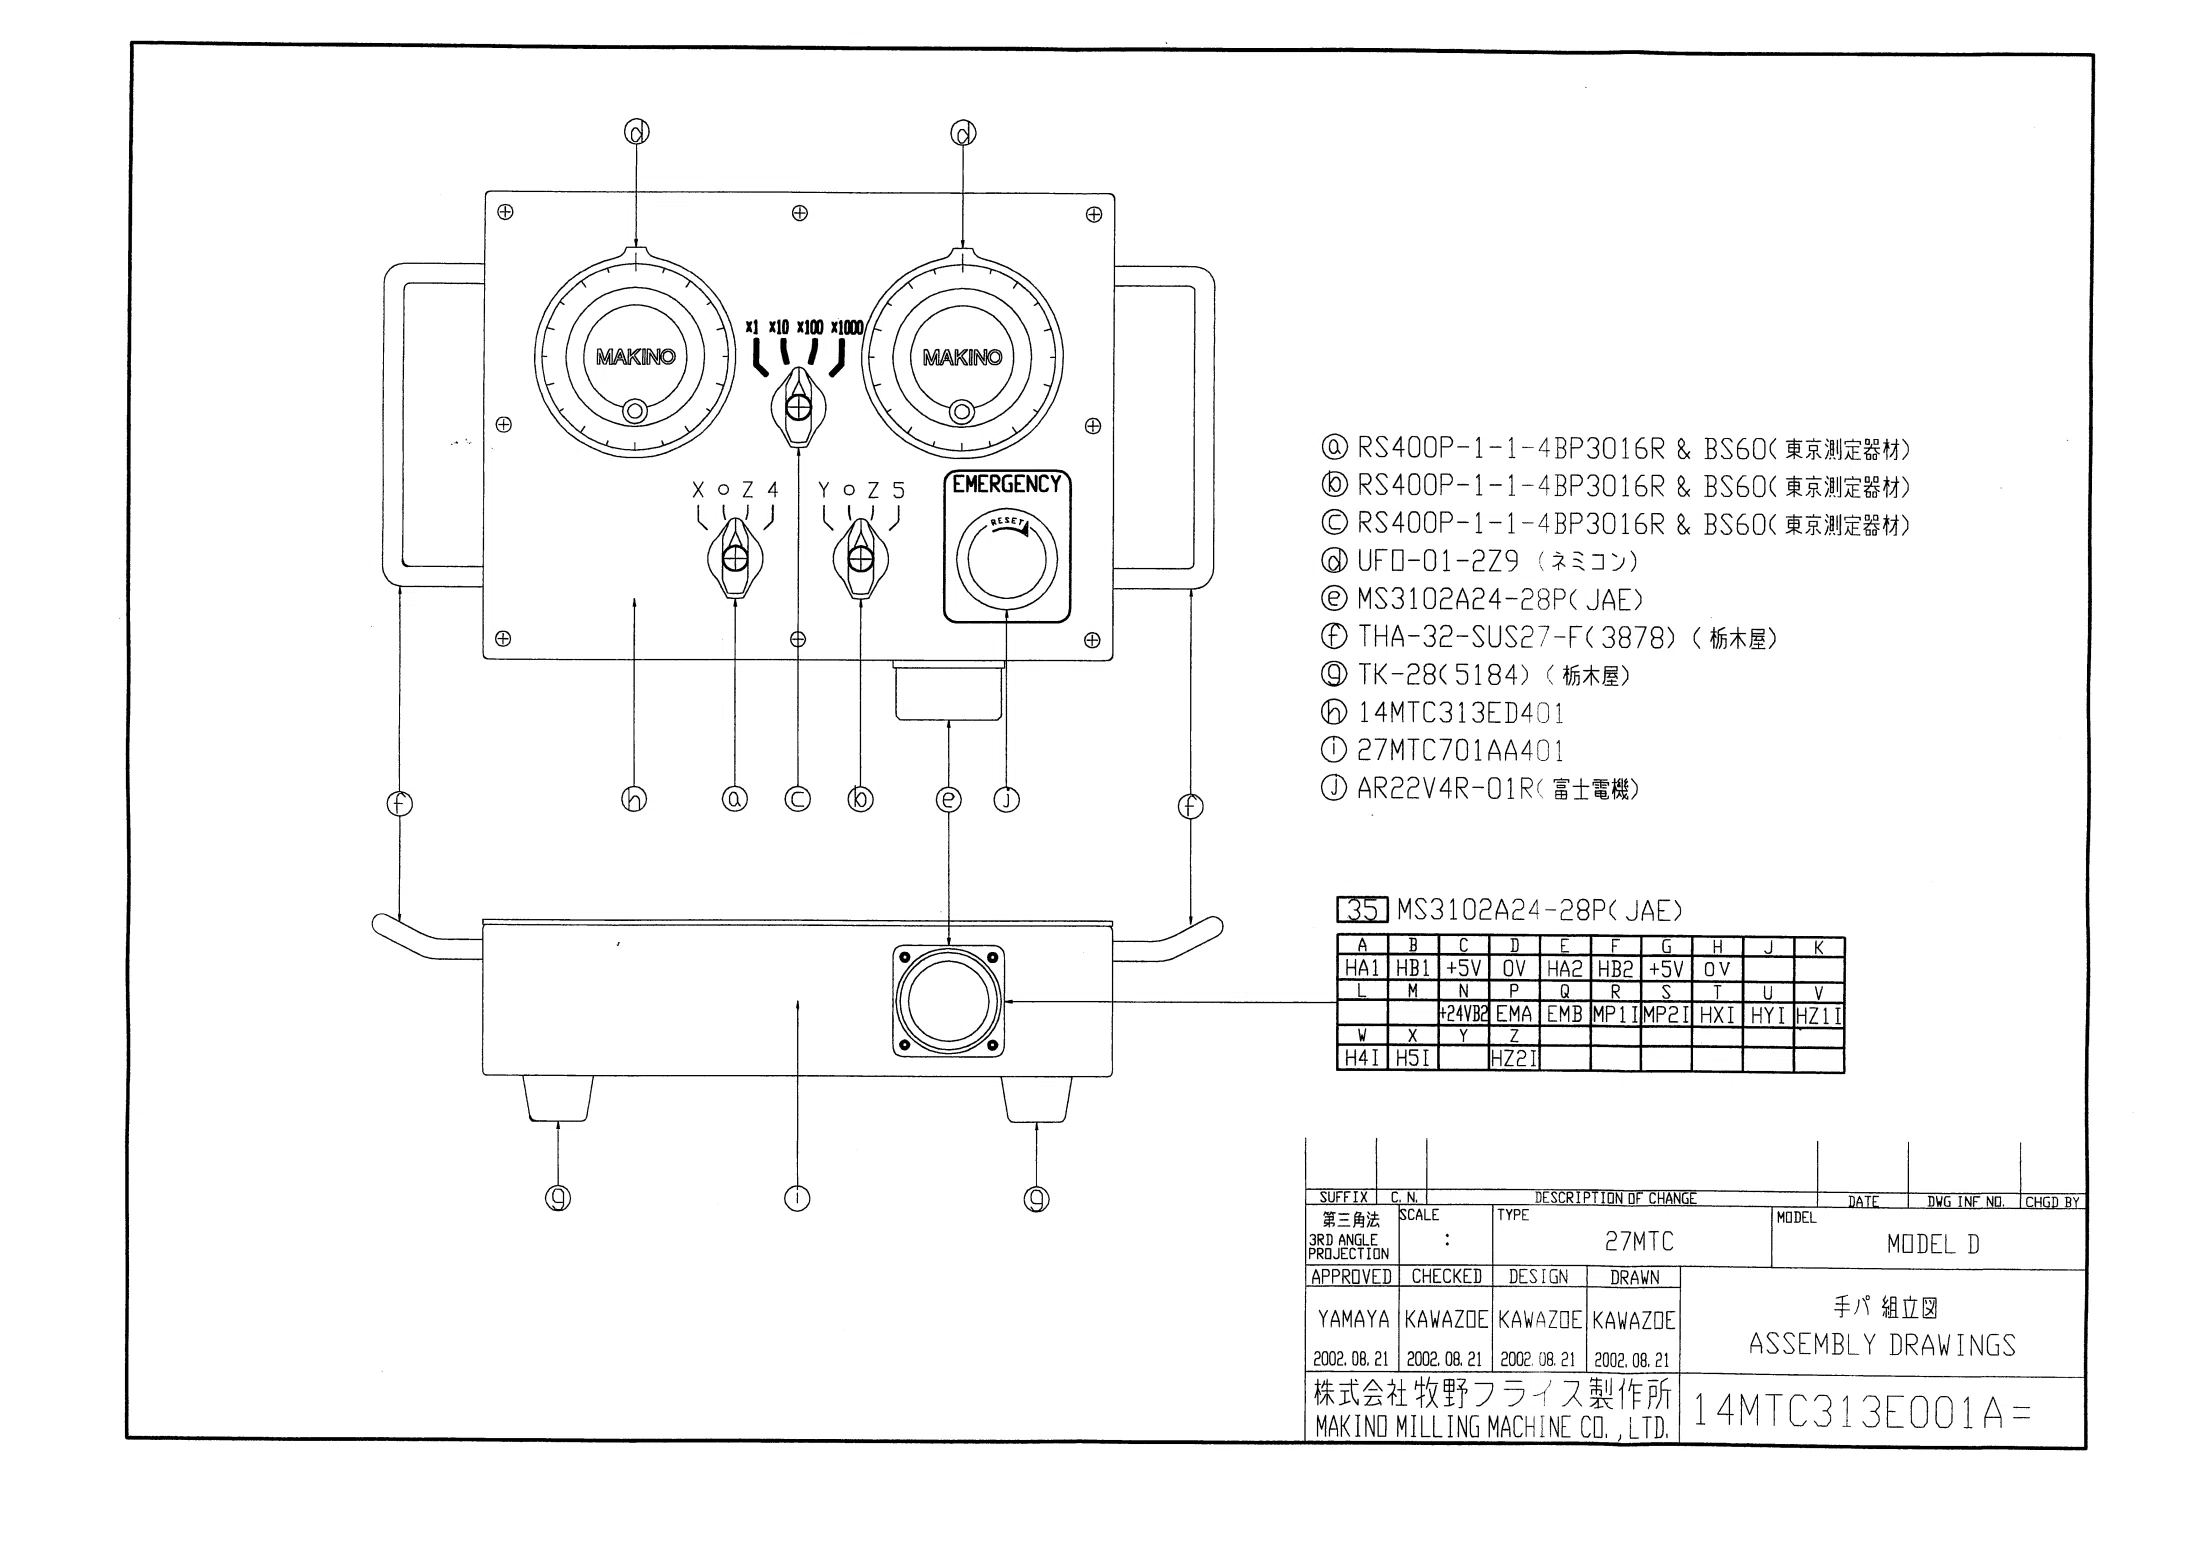 ⓓ ⓓ
x1 x10 x100 x1000
MAKINO MAKINO
X o Z 4 Y o Z 5
EMERGENCY
RESET
ⓕ ⓗ ⓐ ⓒ ⓑ ⓔ ⓙ ⓕ
ⓖ ⓘ ⓖ
ⓐ RS400P-1-1-4BP3016R & BS60(東京測定器材)
ⓑ RS400P-1-1-4BP3016R & BS60(東京測定器材)
ⓒ RS400P-1-1-4BP3016R & BS60(東京測定器材)
ⓓ UFO-01-2Z9 (ネミコン)
ⓔ MS3102A24-28P(JAE)
ⓕ THA-32-SUS27-F(3878) (栃木屋)
ⓖ TK-28(5184) (栃木屋)
ⓗ 14MTC313ED401
ⓘ 27MTC701AA401
ⓙ AR22V4R-01R(富士電機)
35 MS3102A24-28P(JAE)
A B C D E F G H J K
HA1 HB1 +5V 0V HA2 HB2 +5V 0V
L M N P Q R S T U V
+24VB2 EMA EMB MP1I MP2I HXI HYI HZ1I
W X Y Z
H4I H5I HZ2I
SUFFIX C. N. DESCRIPTION OF CHANGE DATE DWG INF NO. CHGD BY
第三角法
3RD ANGLE
PROJECTION
SCALE
:
TYPE
27MTC
MODEL
MODEL D
APPROVED CHECKED DESIGN DRAWN
YAMAYA KAWAZOE KAWAZOE KAWAZOE
2002.08.21 2002.08.21 2002.08.21 2002.08.21
手パ 組立図
ASSEMBLY DRAWINGS
株式会社牧野フライス製作所
MAKINO MILLING MACHINE CO.,LTD.
14MTC313E001A=